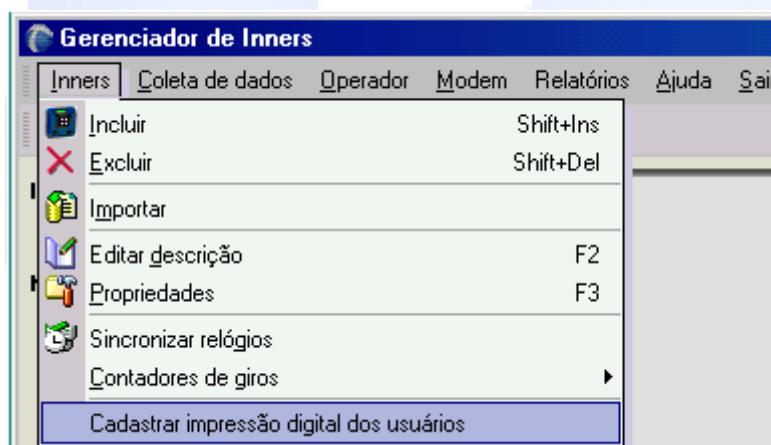 Gerenciador de Inners
Inners Coleta de dados Operador Modem Relatórios Ajuda
Incluir Shift+Ins
Excluir Shift+Del
Importar
Editar descrição F2
Propriedades F3
Sincronizar relógios
Contadores de giros
Cadastrar impressão digital dos usuários